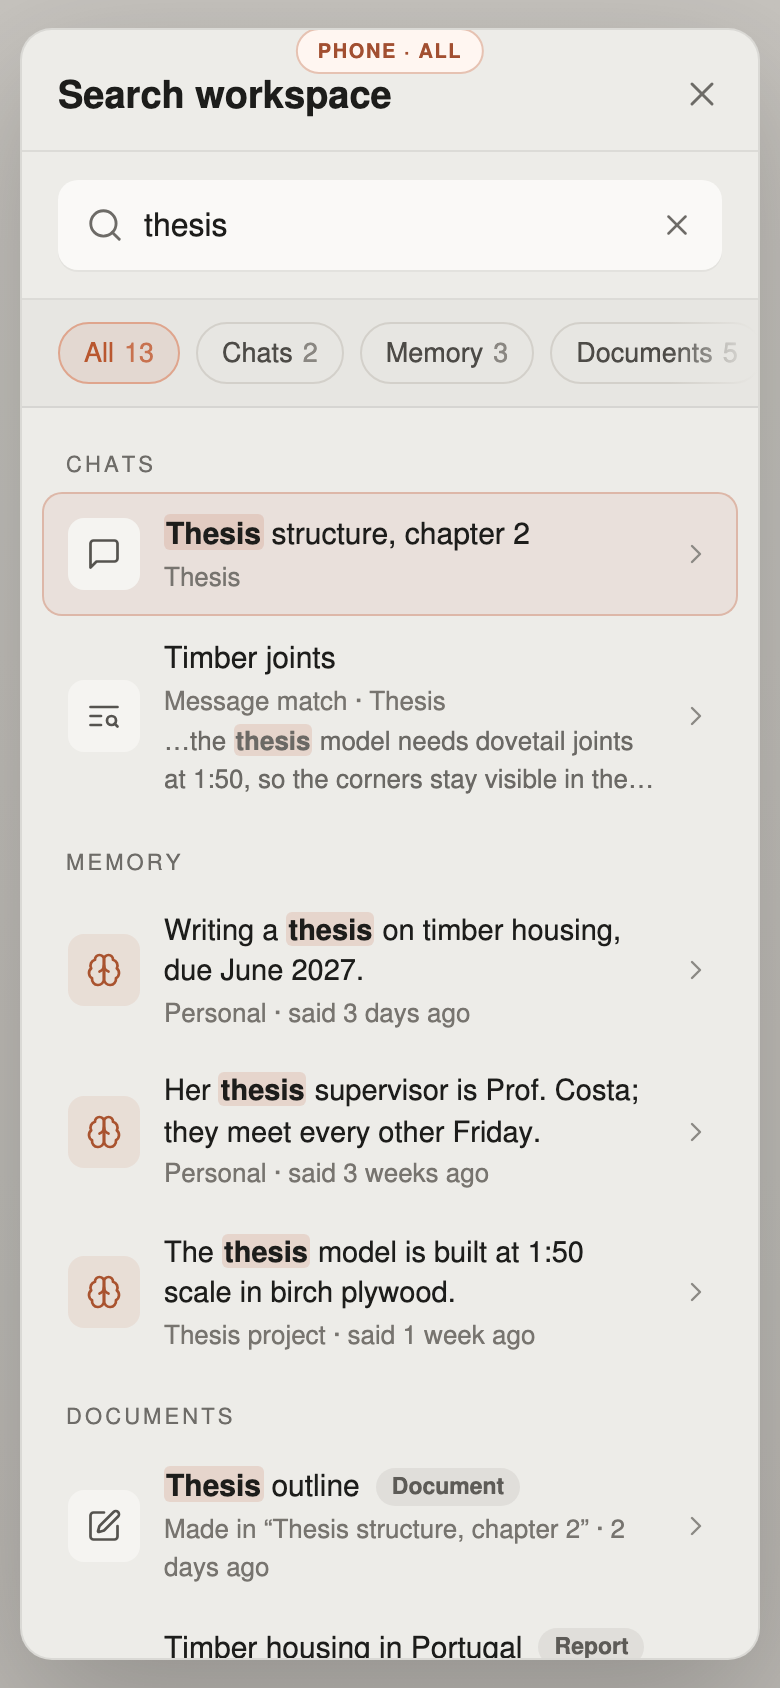 PHONE · ALL
Search workspace
thesis
All 13
Chats 2
Memory 3
Documents 5
CHATS
Thesis structure, chapter 2
Thesis
Timber joints
Message match · Thesis
…the thesis model needs dovetail joints
at 1:50, so the corners stay visible in the…
MEMORY
Writing a thesis on timber housing,
due June 2027.
Personal · said 3 days ago
Her thesis supervisor is Prof. Costa;
they meet every other Friday.
Personal · said 3 weeks ago
The thesis model is built at 1:50
scale in birch plywood.
Thesis project · said 1 week ago
DOCUMENTS
Thesis outline Document
Made in “Thesis structure, chapter 2” · 2
days ago
Timber housing in Portugal Report